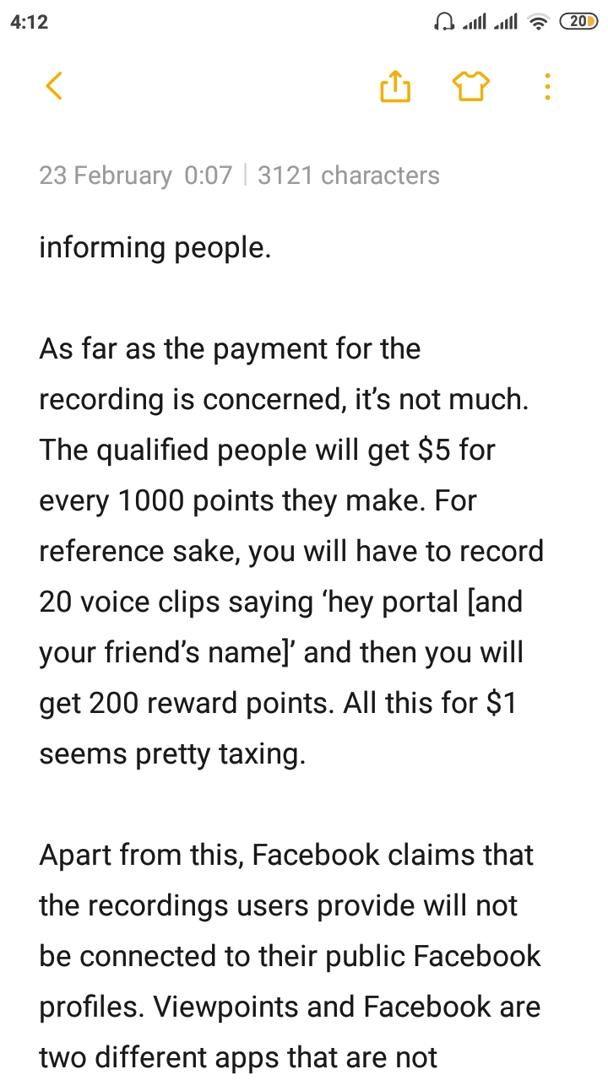 4:12
20
23 February 0:07 | 3121 characters
informing people.
As far as the payment for the
recording is concerned, it’s not much.
The qualified people will get $5 for
every 1000 points they make. For
reference sake, you will have to record
20 voice clips saying ‘hey portal [and
your friend’s name]’ and then you will
get 200 reward points. All this for $1
seems pretty taxing.
Apart from this, Facebook claims that
the recordings users provide will not
be connected to their public Facebook
profiles. Viewpoints and Facebook are
two different apps that are not